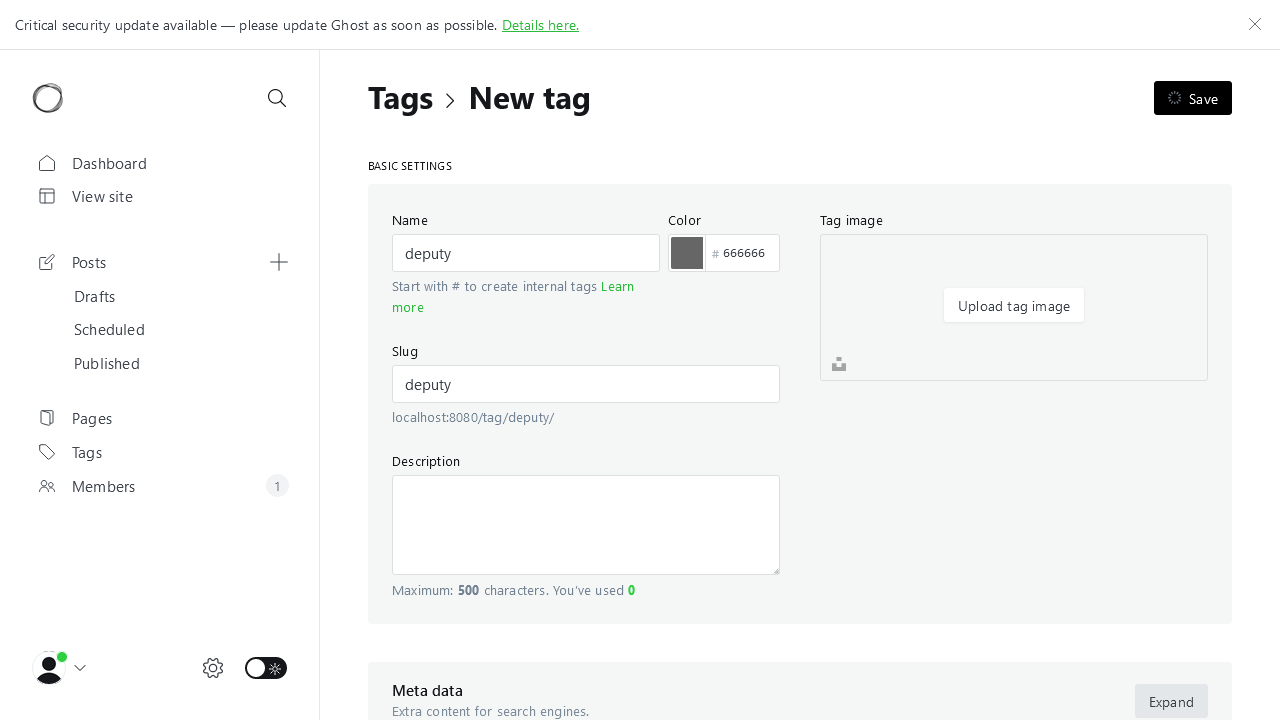 Critical security update available — please update Ghost as soon as possible. Details here.
Tags > New tag
Save
Dashboard
View site
Posts
Drafts
Scheduled
Published
Pages
Tags
Members 1
BASIC SETTINGS
Name
deputy
Start with # to create internal tags Learn
more
Color
# 666666
Slug
deputy
localhost:8080/tag/deputy/
Description
Maximum: 500 characters. You've used 0
Tag image
Upload tag image
Meta data
Extra content for search engines.
Expand